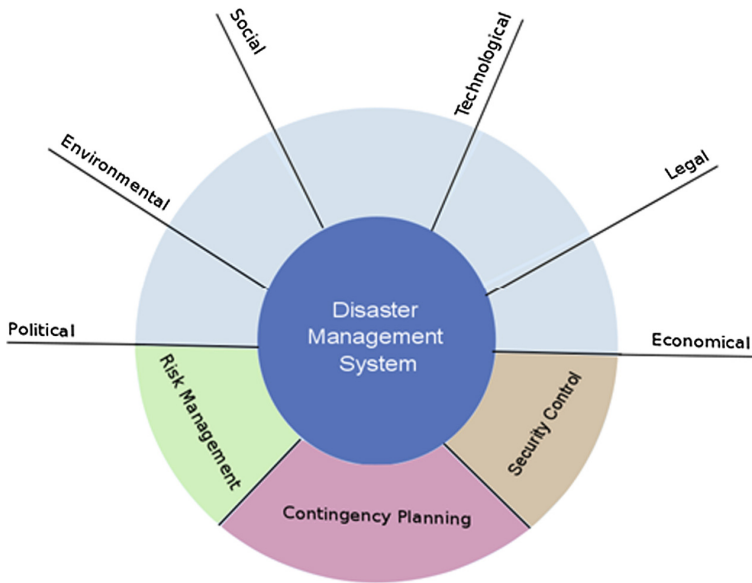 Social
Technological
Environmental
Legal
Political
Economical
Disaster
Management
System
Risk Management
Security Control
Contingency Planning